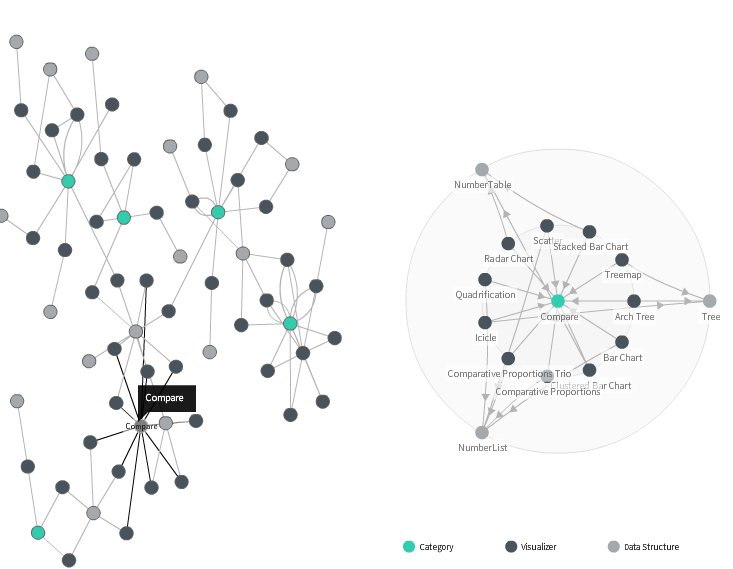 Compare
Compare
NumberTable
Scatter
Stacked Bar Chart
Radar Chart
Treemap
Quadrification
Compare
Arch Tree
Tree
Icicle
Bar Chart
Comparative Proportions Trio
Clustered Bar Chart
Comparative Proportions
NumberList
Category
Visualizer
Data Structure